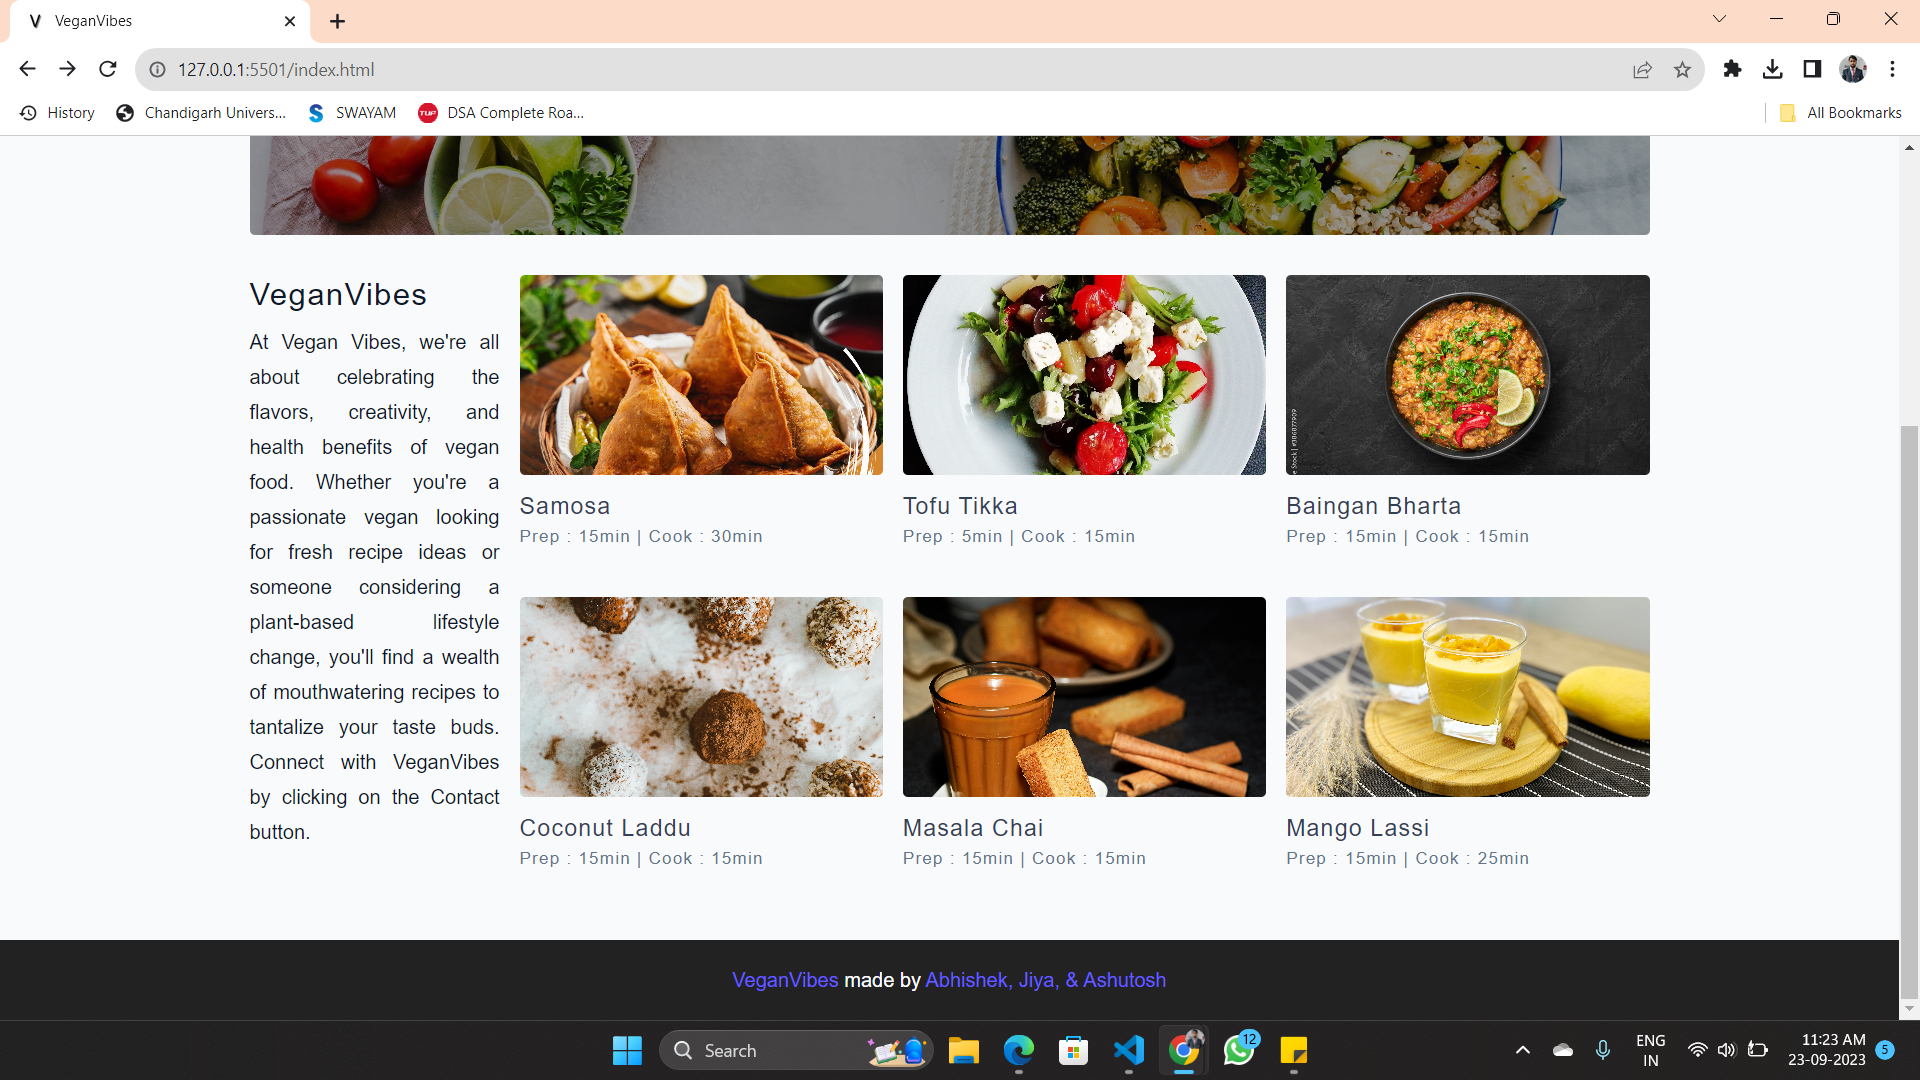 VeganVibes
127.0.0.1:5501/index.html
History
Chandigarh Univers...
SWAYAM
TUF
DSA Complete Roa...
All Bookmarks
VeganVibes
At Vegan Vibes, we're all
about celebrating the
flavors, creativity, and
health benefits of vegan
food. Whether you're a
passionate vegan looking
for fresh recipe ideas or
someone considering a
plant-based lifestyle
change, you'll find a wealth
of mouthwatering recipes to
tantalize your taste buds.
Connect with VeganVibes
by clicking on the Contact
button.
Samosa
Prep : 15min | Cook : 30min
Tofu Tikka
Prep : 5min | Cook : 15min
Baingan Bharta
Prep : 15min | Cook : 15min
Coconut Laddu
Prep : 15min | Cook : 15min
Masala Chai
Prep : 15min | Cook : 15min
Mango Lassi
Prep : 15min | Cook : 25min
VeganVibes made by Abhishek, Jiya, & Ashutosh
Search
12
ENG
IN
11:23 AM
23-09-2023
5